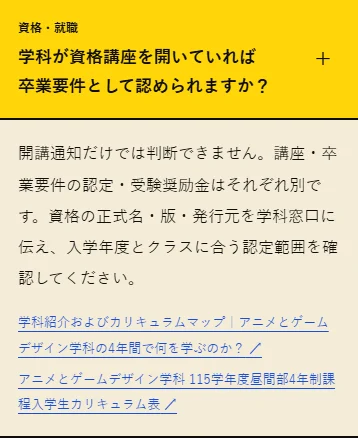 資格・就職
学科が資格講座を開いていれば
卒業要件として認められますか？
＋
開講通知だけでは判断できません。講座・卒
業要件の認定・受験奨励金はそれぞれ別で
す。資格の正式名・版・発行元を学科窓口に
伝え、入学年度とクラスに合う認定範囲を確
認してください。
学科紹介およびカリキュラムマップ｜アニメとゲーム
デザイン学科の4年間で何を学ぶのか？
アニメとゲームデザイン学科 115学年度昼間部4年制課
程入学生カリキュラム表